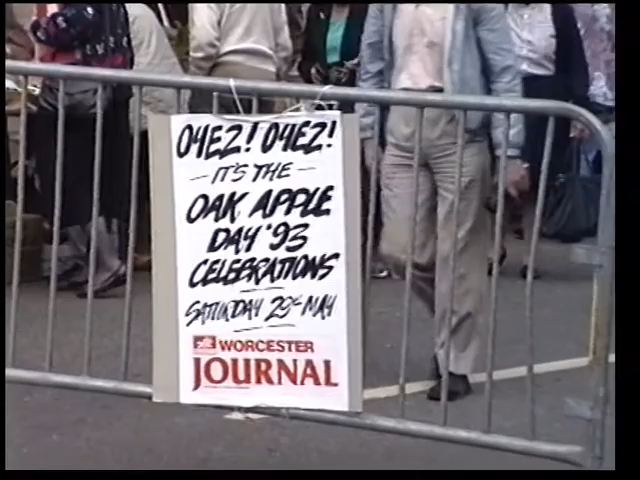 OYEZ! OYEZ!
- IT'S THE -
OAK APPLE
DAY '93
CELEBRATIONS
SATURDAY 29th MAY
WORCESTER
JOURNAL